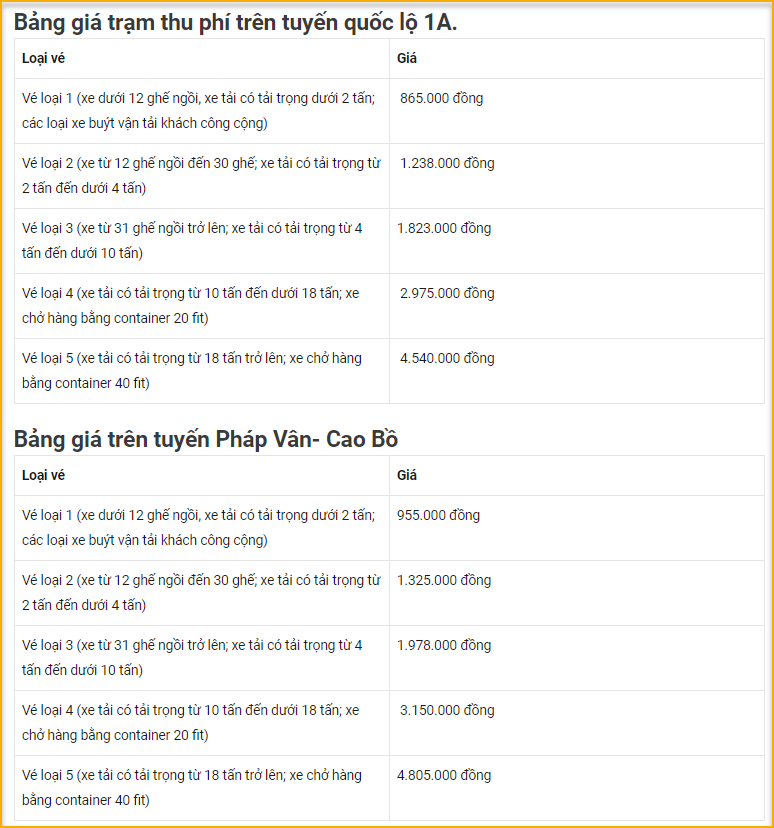 Bảng giá trạm thu phí trên tuyến quốc lộ 1A.
Loại vé
Giá
Vé loại 1 (xe dưới 12 ghế ngồi, xe tải có tải trọng dưới 2 tấn;
các loại xe buýt vận tải khách công cộng)
865.000 đồng
Vé loại 2 (xe từ 12 ghế ngồi đến 30 ghế; xe tải có tải trọng từ
2 tấn đến dưới 4 tấn)
1.238.000 đồng
Vé loại 3 (xe từ 31 ghế ngồi trở lên; xe tải có tải trọng từ 4
tấn đến dưới 10 tấn)
1.823.000 đồng
Vé loại 4 (xe tải có tải trọng từ 10 tấn đến dưới 18 tấn; xe
chở hàng bằng container 20 fit)
2.975.000 đồng
Vé loại 5 (xe tải có tải trọng từ 18 tấn trở lên; xe chở hàng
bằng container 40 fit)
4.540.000 đồng
Bảng giá trên tuyến Pháp Vân- Cao Bồ
Loại vé
Giá
Vé loại 1 (xe dưới 12 ghế ngồi, xe tải có tải trọng dưới 2 tấn;
các loại xe buýt vận tải khách công cộng)
955.000 đồng
Vé loại 2 (xe từ 12 ghế ngồi đến 30 ghế; xe tải có tải trọng từ
2 tấn đến dưới 4 tấn)
1.325.000 đồng
Vé loại 3 (xe từ 31 ghế ngồi trở lên; xe tải có tải trọng từ 4
tấn đến dưới 10 tấn)
1.978.000 đồng
Vé loại 4 (xe tải có tải trọng từ 10 tấn đến dưới 18 tấn; xe
chở hàng bằng container 20 fit)
3.150.000 đồng
Vé loại 5 (xe tải có tải trọng từ 18 tấn trở lên; xe chở hàng
bằng container 40 fit)
4.805.000 đồng